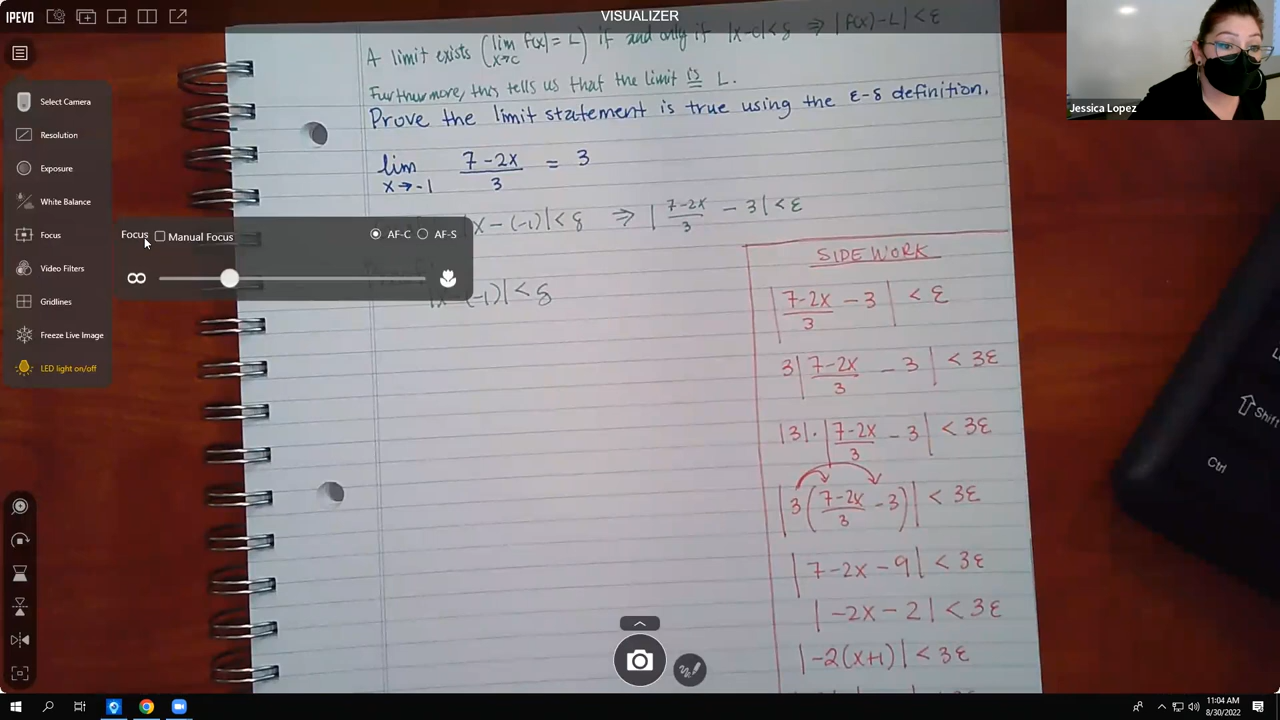 IPEVO
VISUALIZER
Select Camera
Resolution
Exposure
White Balance
Focus
Video Filters
Gridlines
Freeze Live Image
LED light on/off
Focus
Manual Focus
AF-C
AF-S
Jessica Lopez
A limit exists (lim x→c f(x) = L) if and only if |x-c|<δ ⇒ |f(x)-L|<ε
Furthermore, this tells us that the limit is L.
Prove the limit statement is true using the ε-δ definition.
lim x→-1 7-2x/3 = 3
|x-(-1)|<δ ⇒ |7-2x/3 - 3|<ε
|x-(-1)|<δ
SIDE WORK
|7-2x/3 - 3| < ε
3|7-2x/3 - 3| < 3ε
|3|·|7-2x/3 - 3| < 3ε
|3(7-2x/3 - 3)| < 3ε
|7-2x-9| < 3ε
|-2x-2| < 3ε
|-2(x+1)| < 3ε
Shift
Ctrl
11:04 AM
8/30/2022